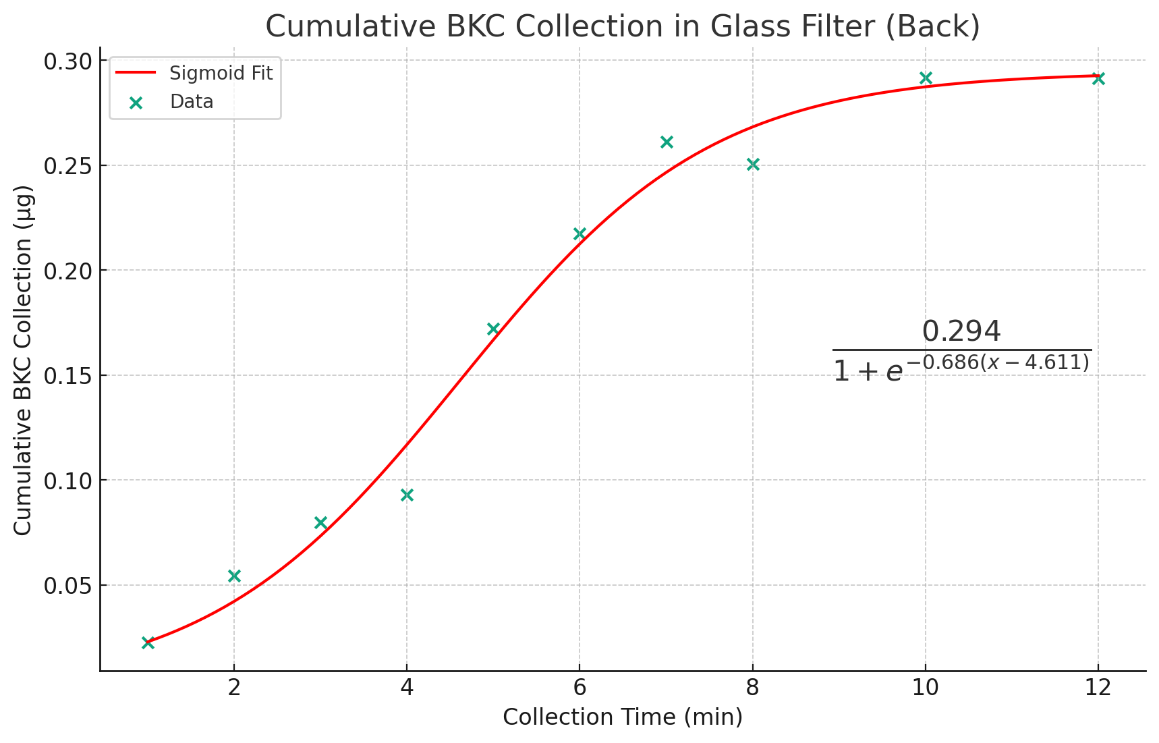 Cumulative BKC Collection in Glass Filter (Back)
Sigmoid Fit
Data
0.30
0.25
0.20
0.15
0.10
0.05
Cumulative BKC Collection (μg)
0.294
1 + e^{−0.686(x − 4.611)}
2 4 6 8 10 12
Collection Time (min)